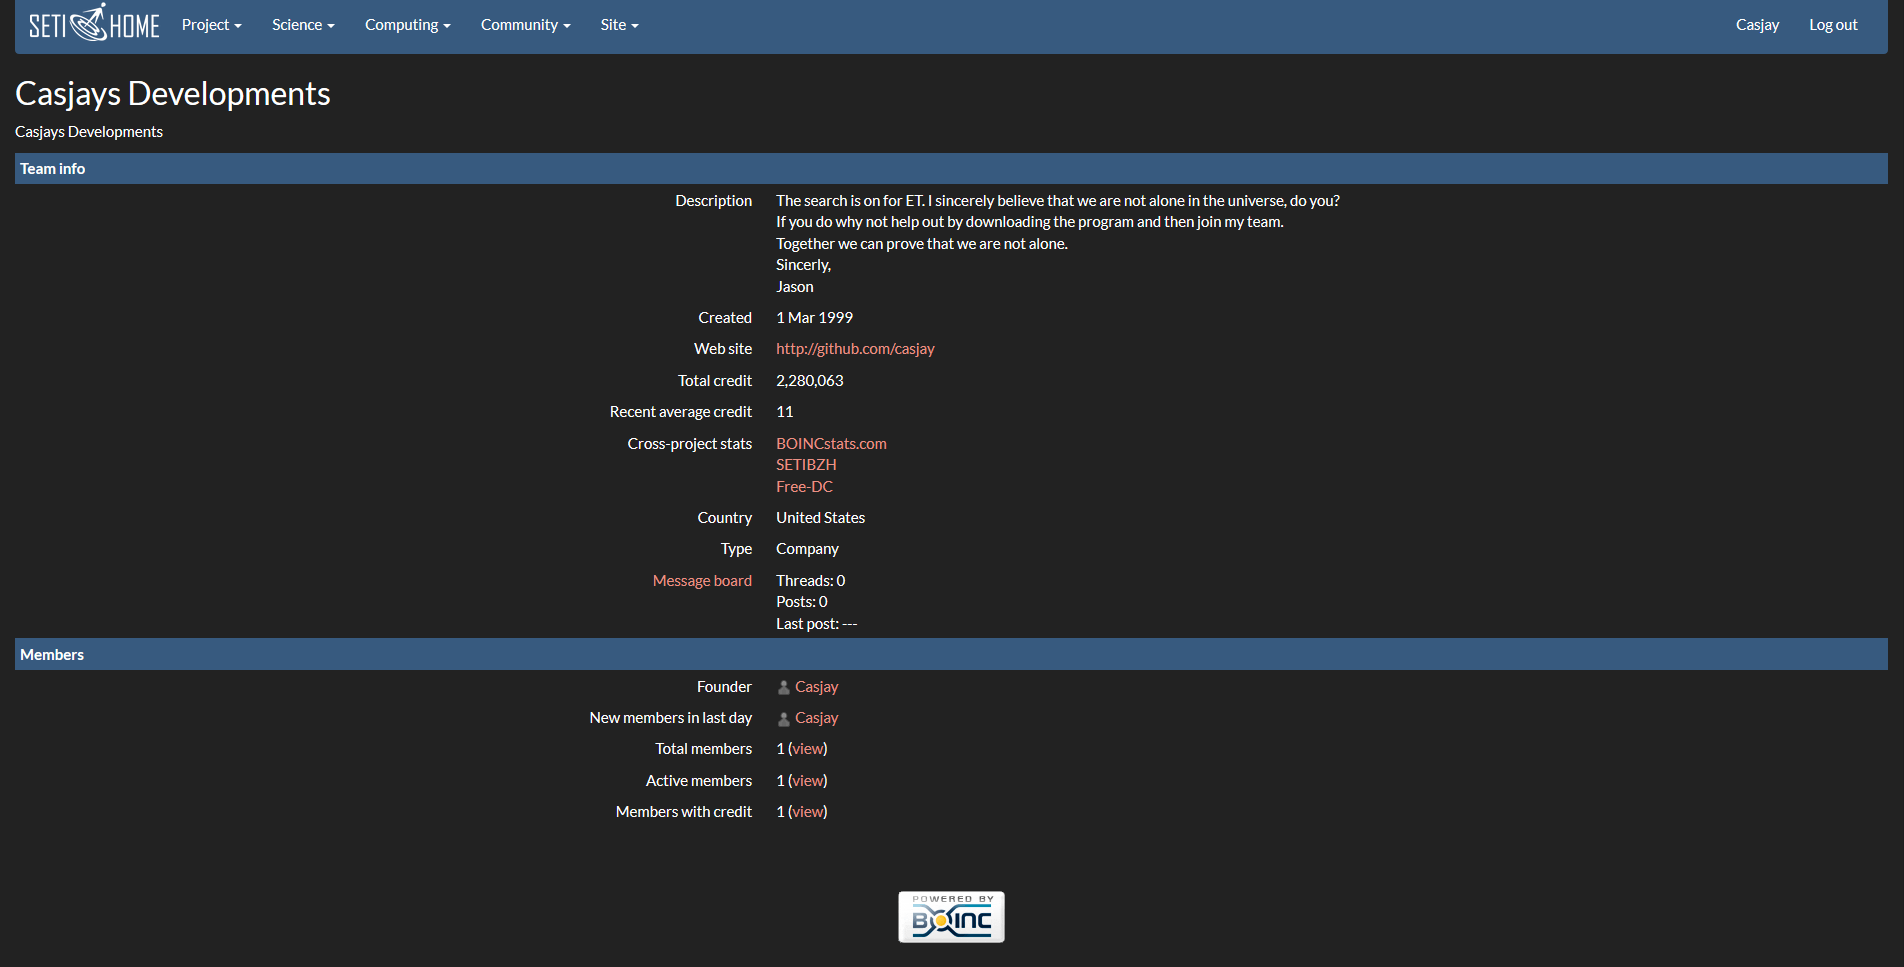 SETI HOME Project Science Computing Community Site Casjay Log out
Casjays Developments
Casjays Developments
Team info
Description The search is on for ET. I sincerely believe that we are not alone in the universe, do you?
If you do why not help out by downloading the program and then join my team.
Together we can prove that we are not alone.
Sincerly,
Jason
Created 1 Mar 1999
Web site http://github.com/casjay
Total credit 2,280,063
Recent average credit 11
Cross-project stats BOINCstats.com
SETIBZH
Free-DC
Country United States
Type Company
Message board Threads: 0
Posts: 0
Last post: ---
Members
Founder Casjay
New members in last day Casjay
Total members 1 (view)
Active members 1 (view)
Members with credit 1 (view)
POWERED BY
BOINC